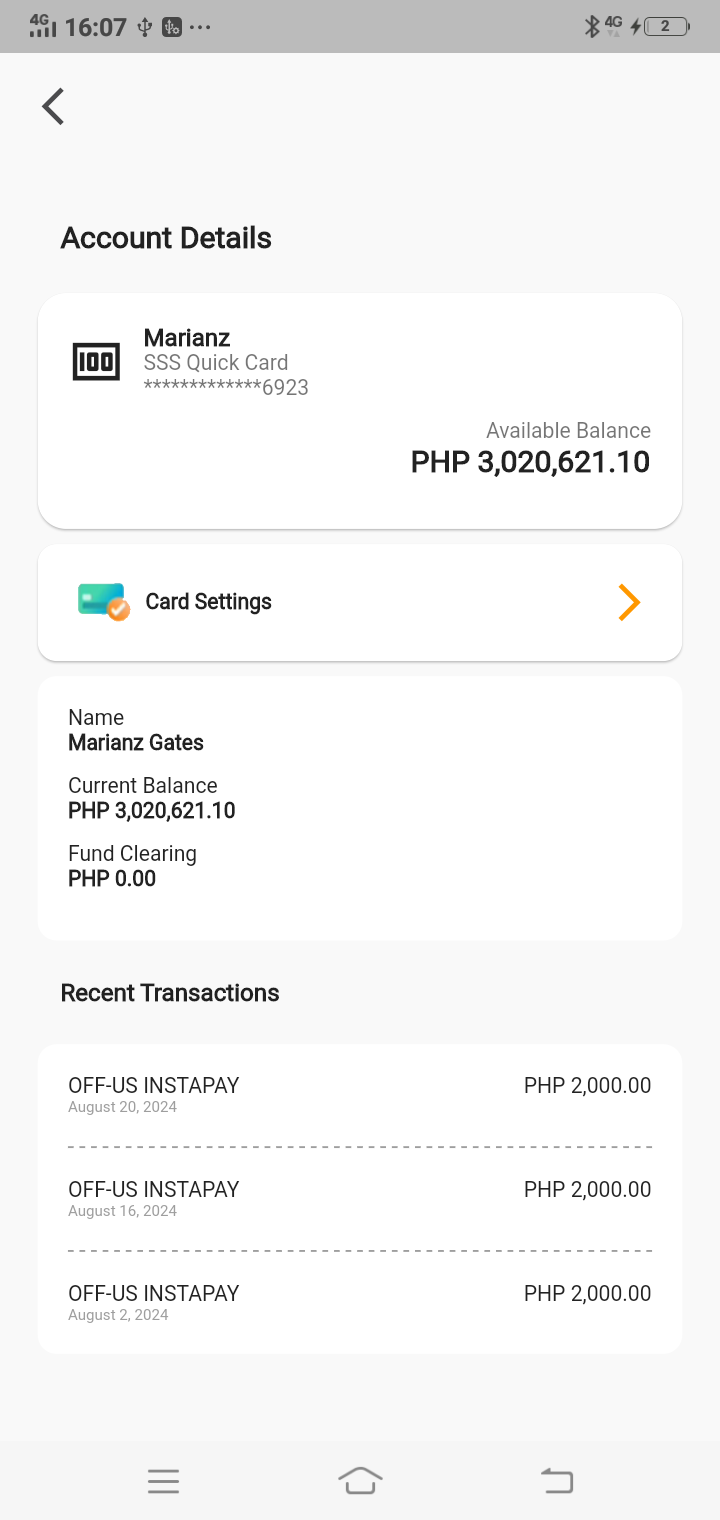 4G 16:07 4G 2
Account Details
100
Marianz
SSS Quick Card
*************6923
Available Balance
PHP 3,020,621.10
Card Settings
Name
Marianz Gates
Current Balance
PHP 3,020,621.10
Fund Clearing
PHP 0.00
Recent Transactions
OFF-US INSTAPAY PHP 2,000.00
August 20, 2024
OFF-US INSTAPAY PHP 2,000.00
August 16, 2024
OFF-US INSTAPAY PHP 2,000.00
August 2, 2024